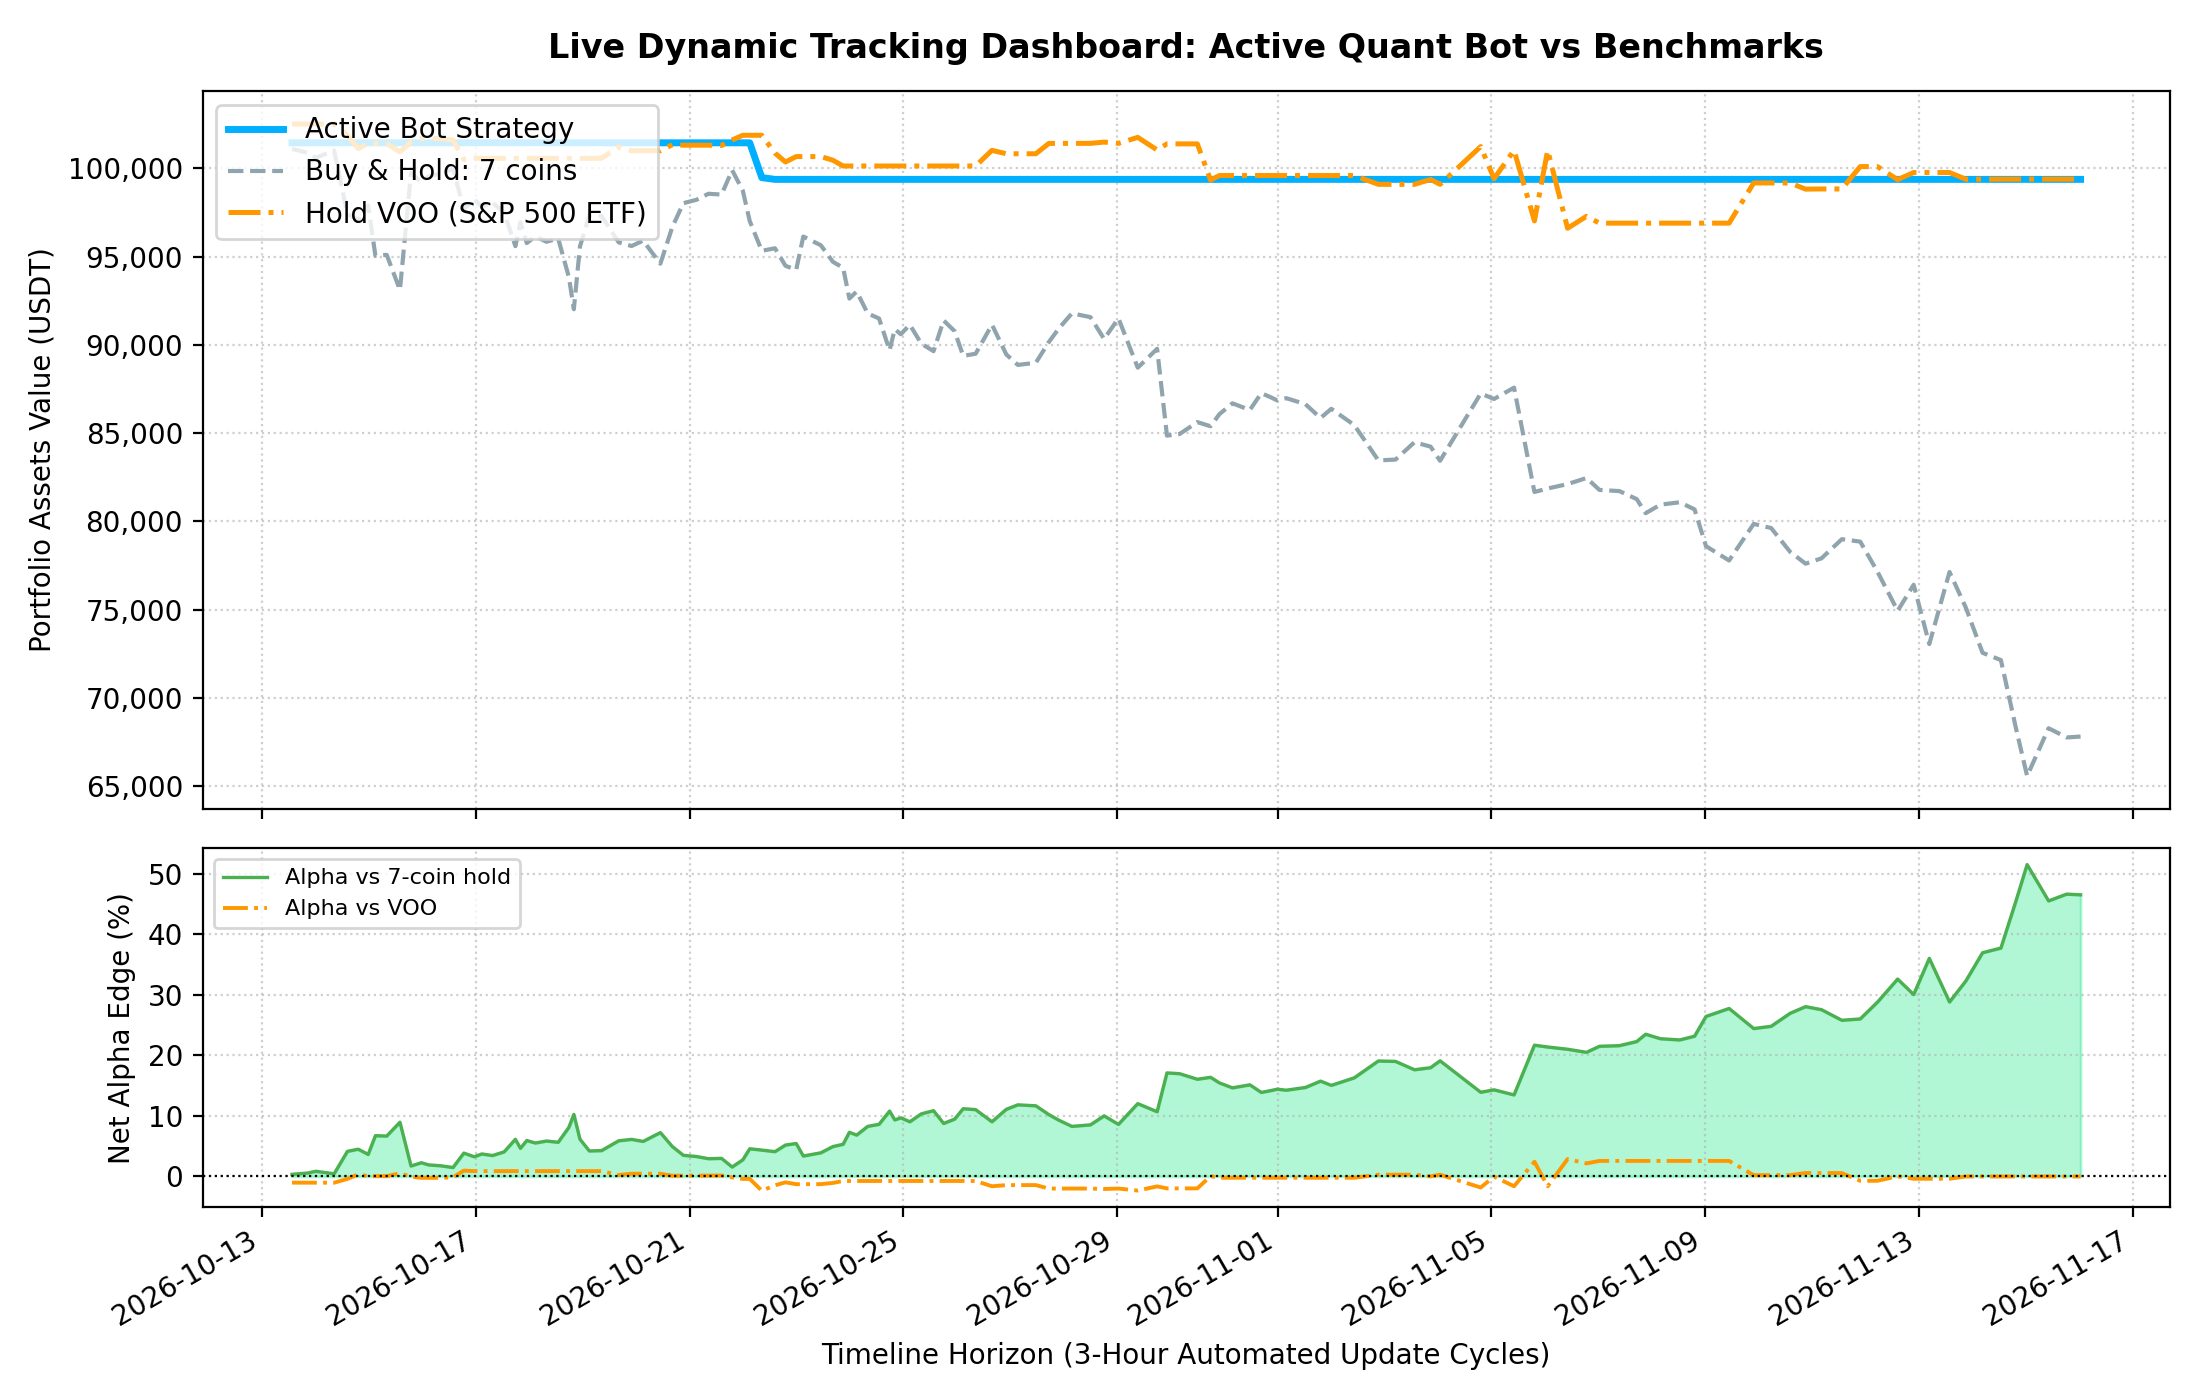 Live Dynamic Tracking Dashboard: Active Quant Bot vs Benchmarks
Active Bot Strategy
Buy & Hold: 7 coins
Hold VOO (S&P 500 ETF)
Portfolio Assets Value (USDT)
100,000
95,000
90,000
85,000
80,000
75,000
70,000
65,000
Alpha vs 7-coin hold
Alpha vs VOO
Net Alpha Edge (%)
50
40
30
20
10
0
2026-10-13
2026-10-17
2026-10-21
2026-10-25
2026-10-29
2026-11-01
2026-11-05
2026-11-09
2026-11-13
2026-11-17
Timeline Horizon (3-Hour Automated Update Cycles)